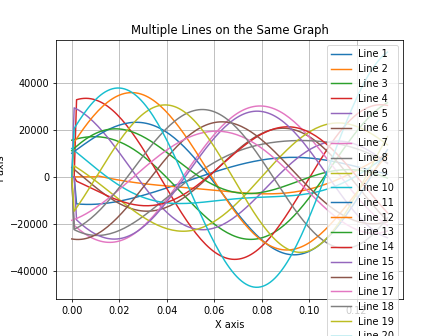 Multiple Lines on the Same Graph
40000
20000
0
−20000
−40000
0.00
0.02
0.04
0.06
0.08
0.10
X axis
axis
Line 1
Line 2
Line 3
Line 4
Line 5
Line 6
Line 7
Line 8
Line 9
Line 10
Line 11
Line 12
Line 13
Line 14
Line 15
Line 16
Line 17
Line 18
Line 19
Line 20